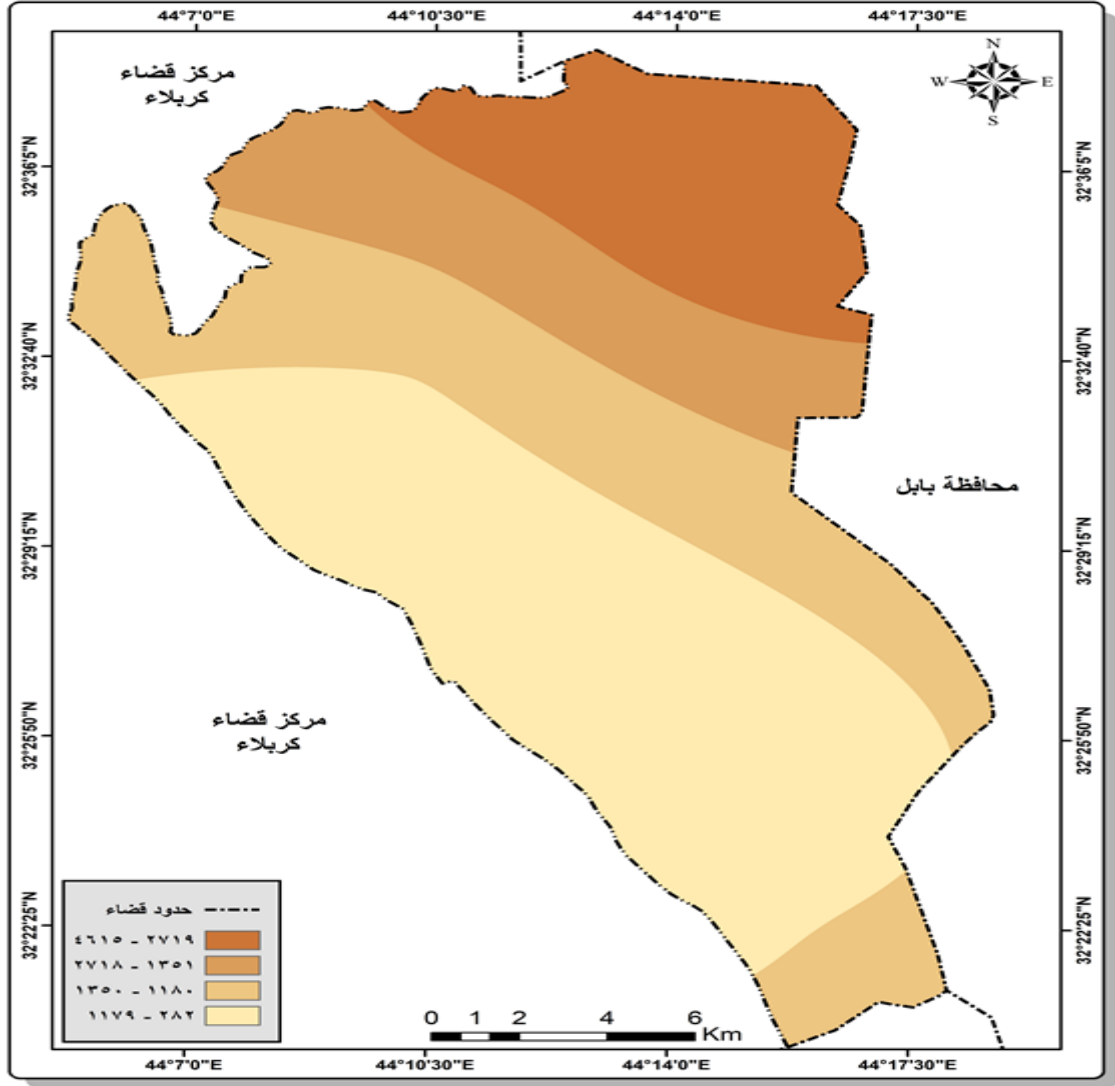 44°7'0"E 44°10'30"E 44°14'0"E 44°17'30"E
N
W E
S
مركز قضاء
كربلاء
32°36'5"N 32°36'5"N
32°32'40"N 32°32'40"N
محافظة بابل
32°29'15"N 32°29'15"N
مركز قضاء
كربلاء
32°25'50"N 32°25'50"N
32°22'25"N 32°22'25"N
حدود قضاء
٢٧١٩ - ٤٦١٥
١٣٥١ - ٢٧١٨
١١٨٠ - ١٣٥٠
٢٨٢ - ١١٧٩
0 1 2 4 6
Km
44°7'0"E 44°10'30"E 44°14'0"E 44°17'30"E